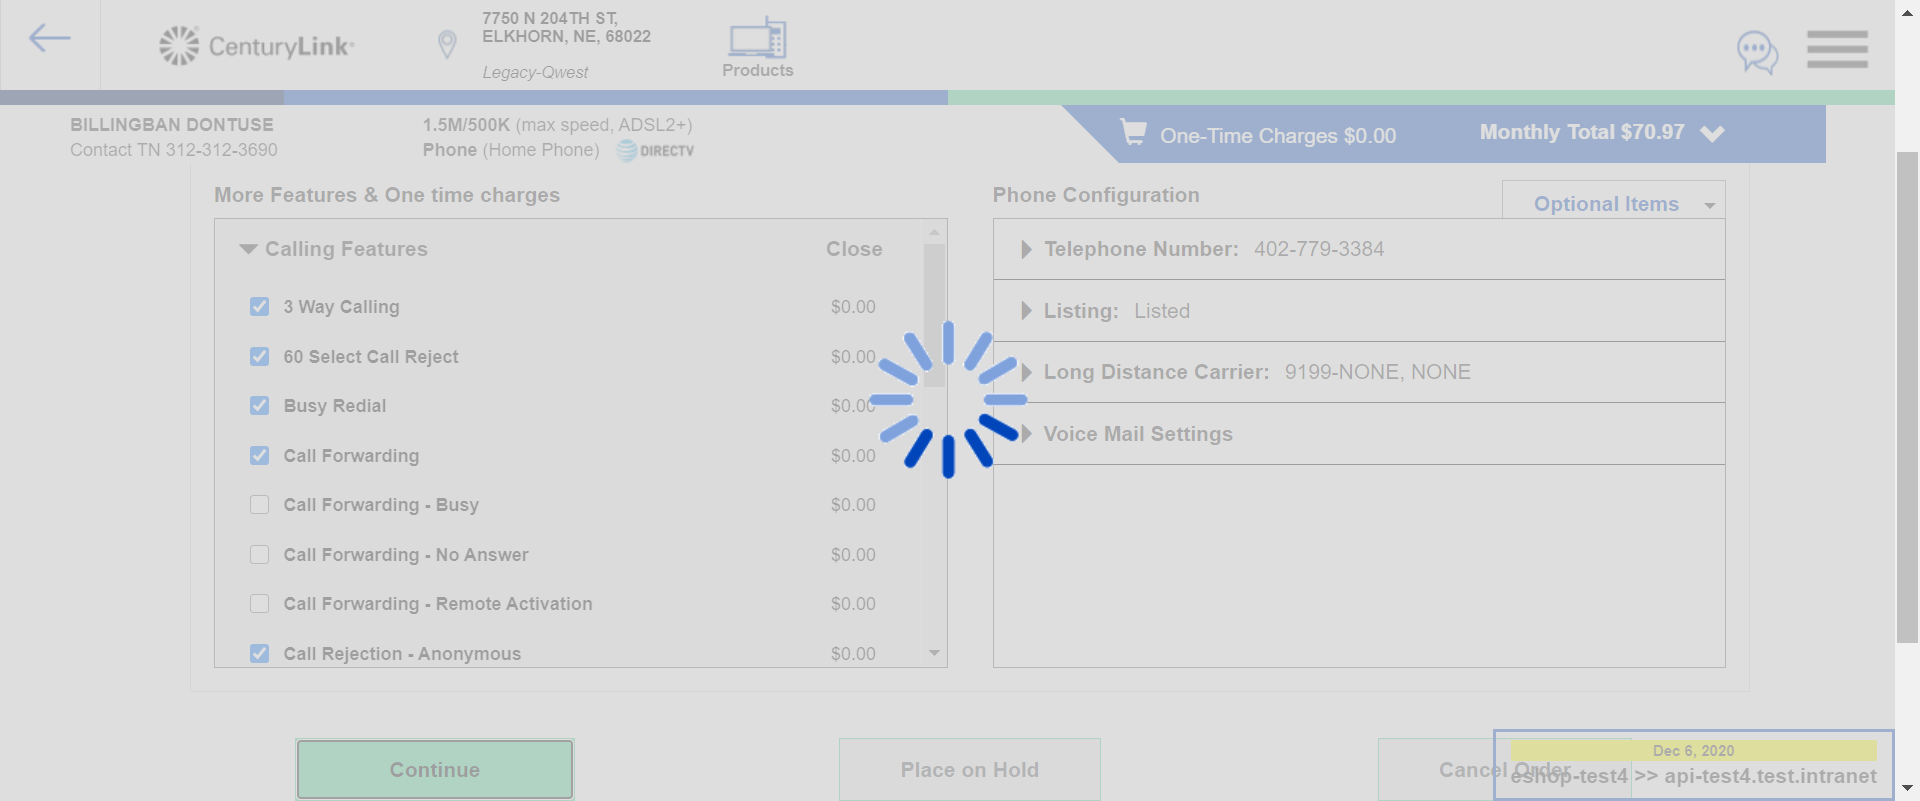 CenturyLink®
7750 N 204TH ST,
ELKHORN, NE, 68022
Legacy-Qwest
Products
BILLINGBAN DONTUSE
Contact TN 312-312-3690
1.5M/500K (max speed, ADSL2+)
Phone (Home Phone) AT&T DIRECTV
One-Time Charges $0.00
Monthly Total $70.97
More Features & One time charges
Calling Features Close
3 Way Calling $0.00
60 Select Call Reject $0.00
Busy Redial $0.00
Call Forwarding $0.00
Call Forwarding - Busy $0.00
Call Forwarding - No Answer $0.00
Call Forwarding - Remote Activation $0.00
Call Rejection - Anonymous $0.00
Phone Configuration
Optional Items
Telephone Number: 402-779-3384
Listing: Listed
Long Distance Carrier: 9199-NONE, NONE
Voice Mail Settings
Continue
Place on Hold
Cancel Order
Dec 6, 2020
eshop-test4 >> api-test4.test.intranet